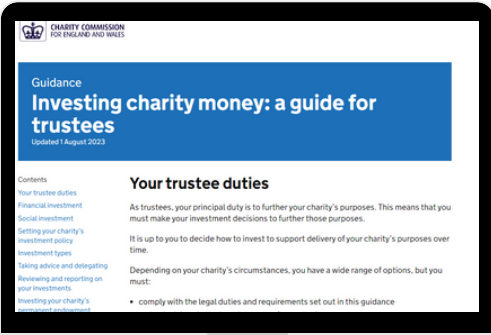 CHARITY COMMISSION
FOR ENGLAND AND WALES
Guidance
Investing charity money: a guide for
trustees
Updated 1 August 2023
Contents
Your trustee duties
Financial investment
Social investment
Setting your charity's
investment policy
Investment types
Taking advice and delegating
Reviewing and reporting on
your investments
Investing your charity's
permanent endowment
Your trustee duties
As trustees, your principal duty is to further your charity's purposes. This means that you
must make your investment decisions to further those purposes.
It is up to you to decide how to invest to support delivery of your charity's purposes over
time.
Depending on your charity's circumstances, you have a wide range of options, but you
must:
• comply with the legal duties and requirements set out in this guidance